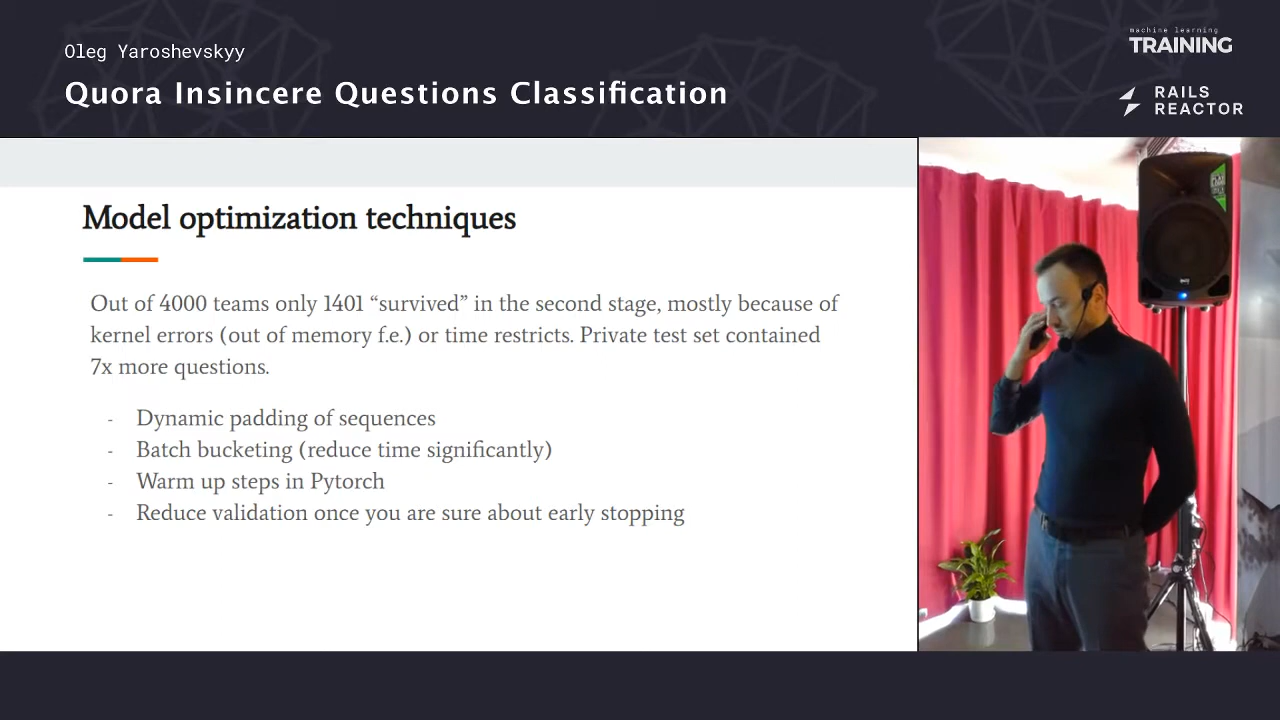 Oleg Yaroshevskyy
Quora Insincere Questions Classification
machine learning
TRAINING
RAILS
REACTOR
Model optimization techniques
Out of 4000 teams only 1401 “survived” in the second stage, mostly because of
kernel errors (out of memory f.e.) or time restricts. Private test set contained
7x more questions.
- Dynamic padding of sequences
- Batch bucketing (reduce time significantly)
- Warm up steps in Pytorch
- Reduce validation once you are sure about early stopping